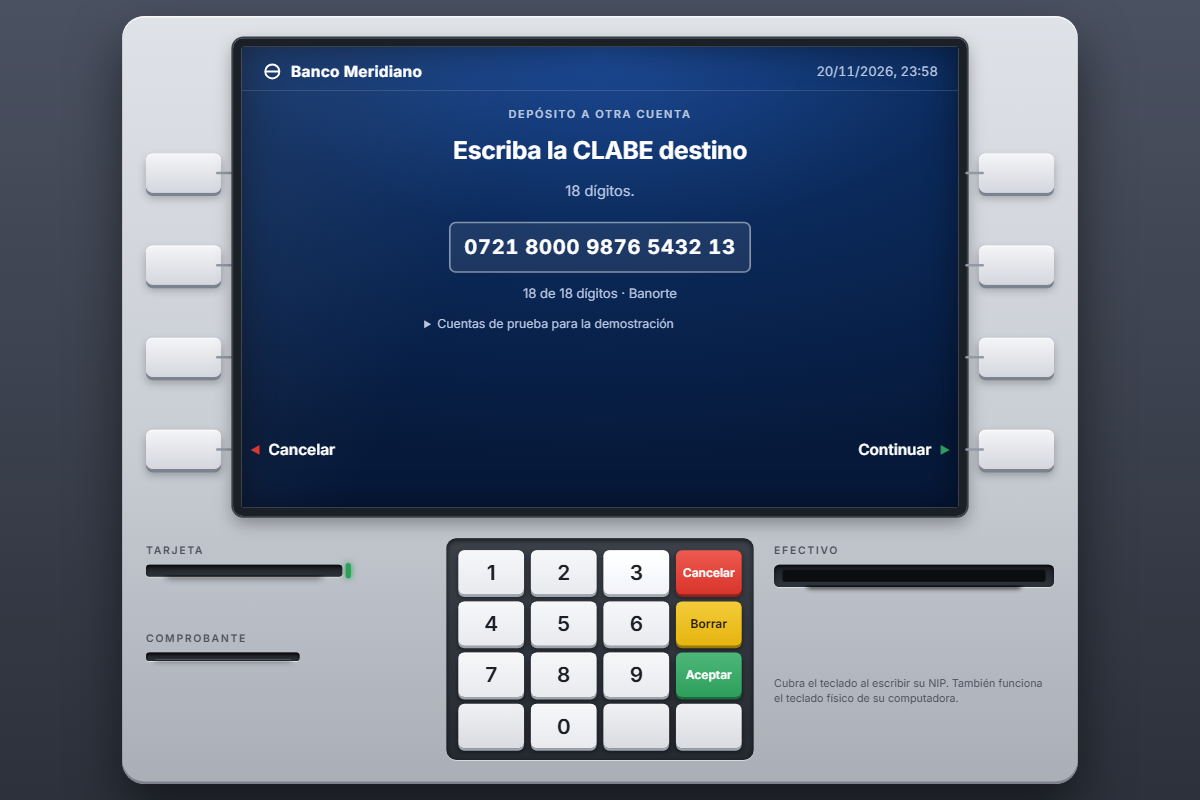 Banco Meridiano
20/11/2026, 23:58
DEPÓSITO A OTRA CUENTA
Escriba la CLABE destino
18 dígitos.
0721 8000 9876 5432 13
18 de 18 dígitos · Banorte
▶ Cuentas de prueba para la demostración
◀ Cancelar
Continuar ▶
TARJETA
COMPROBANTE
1 2 3 Cancelar
4 5 6 Borrar
7 8 9 Aceptar
0
EFECTIVO
Cubra el teclado al escribir su NIP. También funciona
el teclado físico de su computadora.